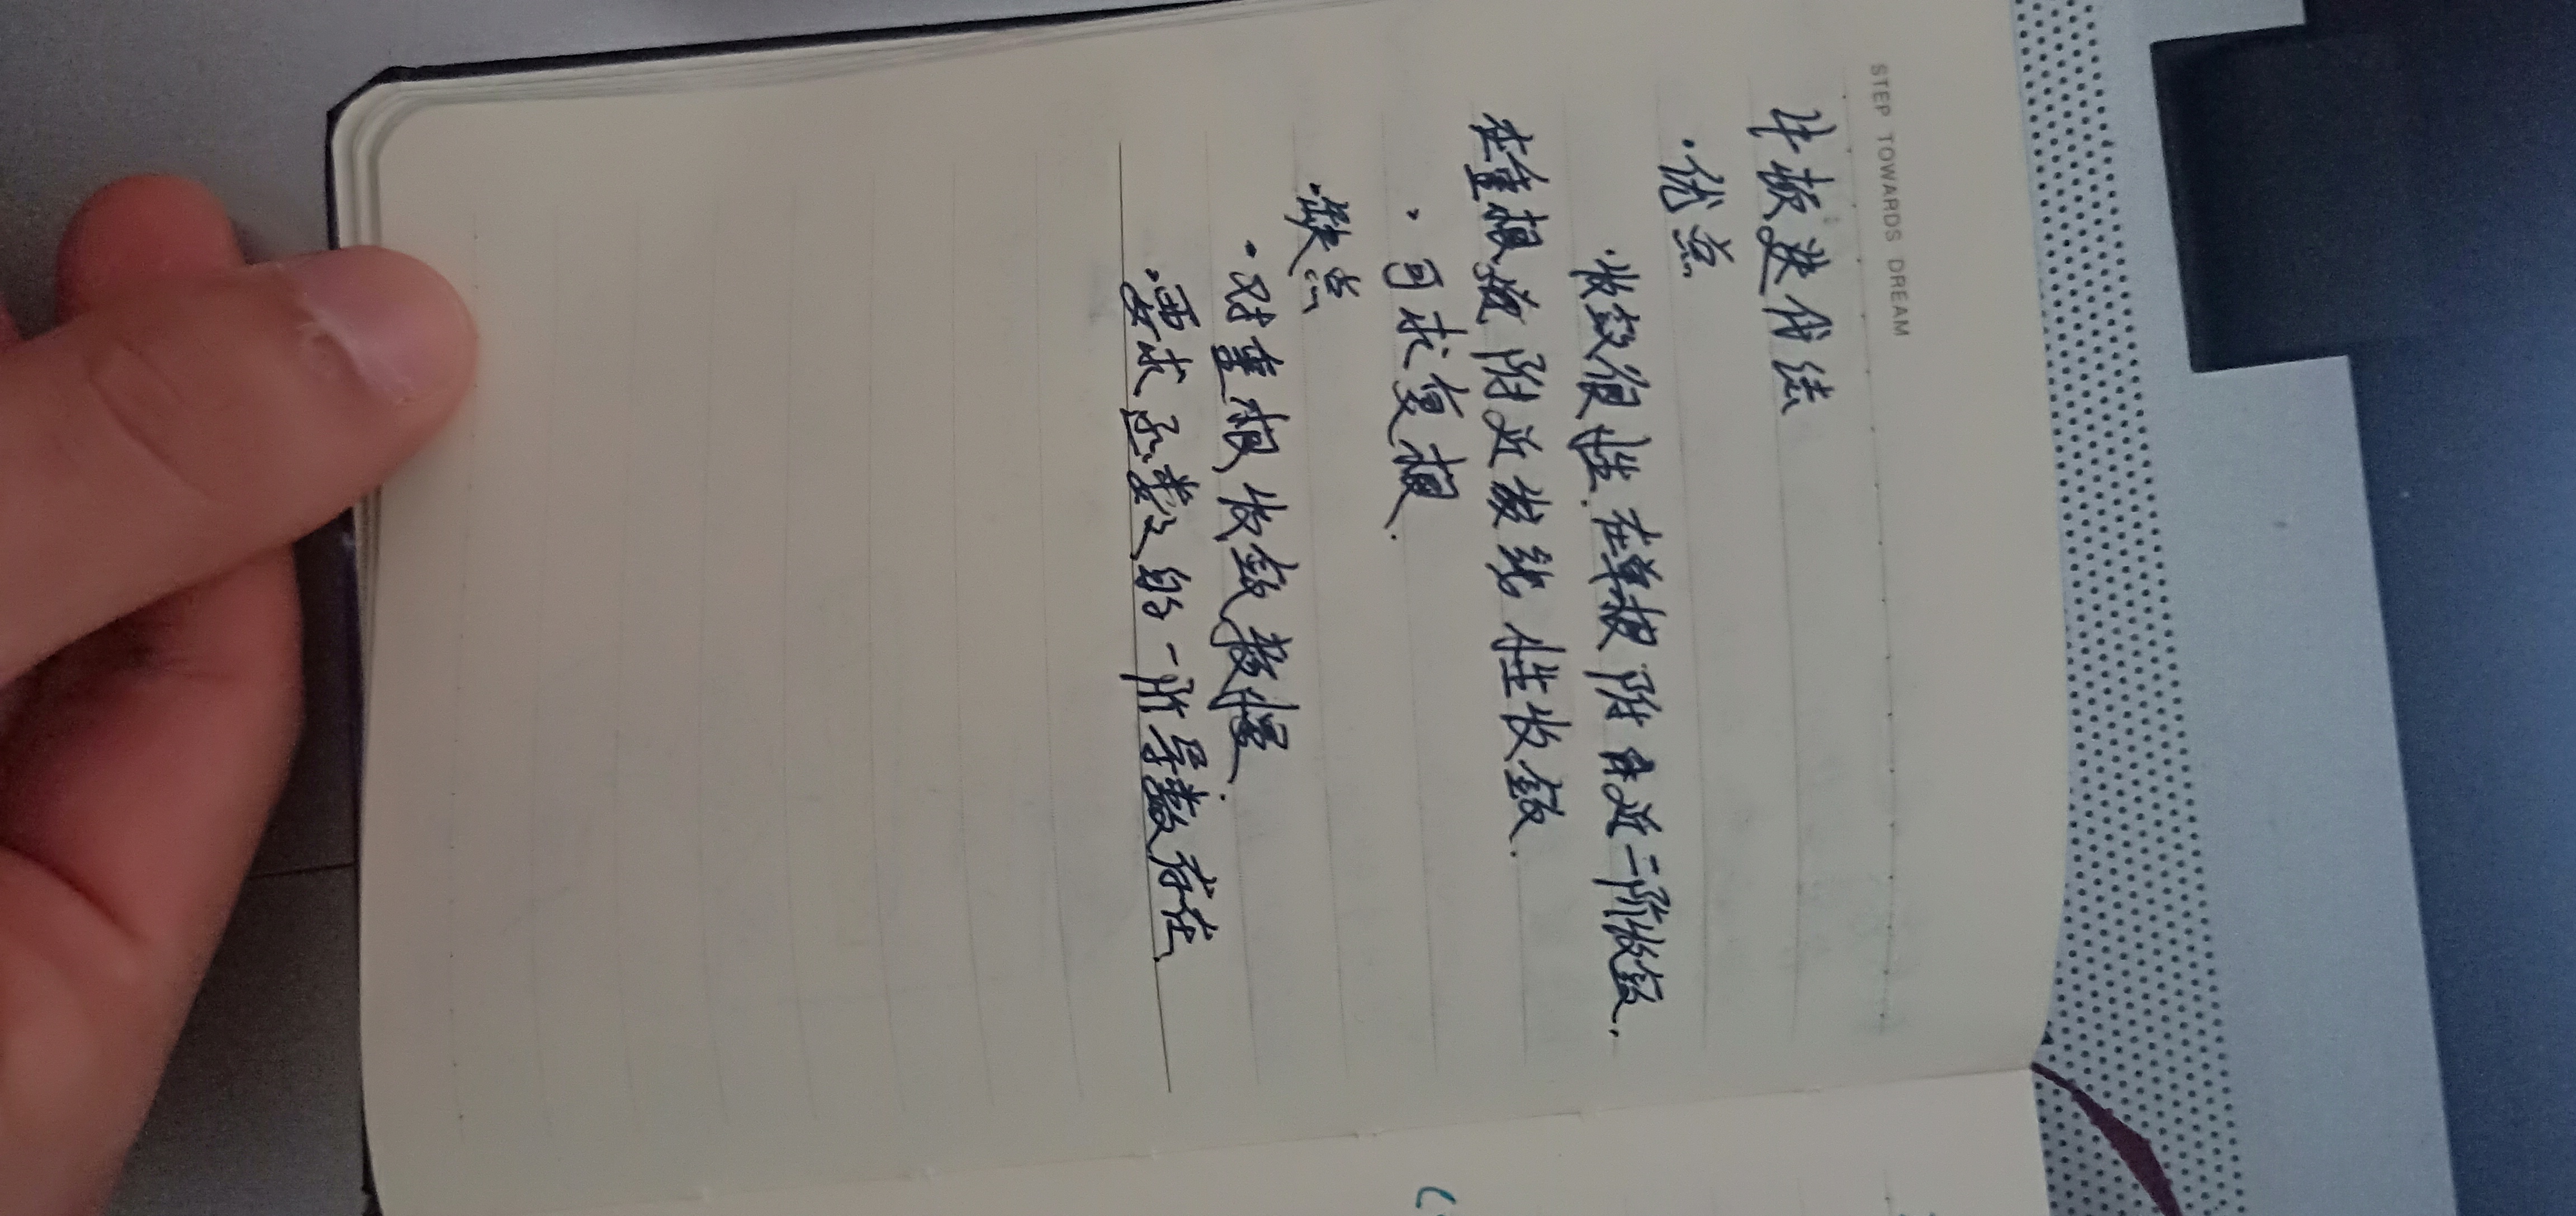 STEP TOWARDS DREAM
牛顿迭代法
·优点
·收敛很快性.在单根附近二阶收敛.
在重根附近线性收敛.
·可求复根.
·缺点
·对重根收敛较慢.
·要求函数的一阶导数存在